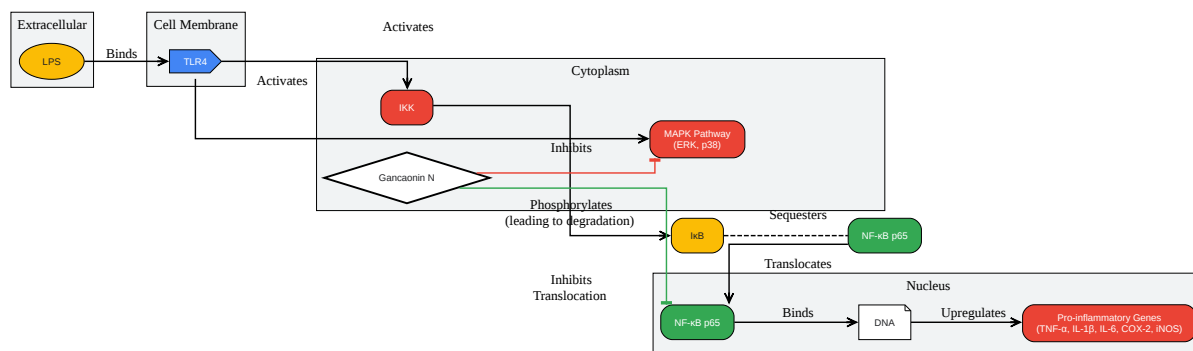 Extracellular
Cell Membrane
Activates
LPS
Binds
TLR4
Activates
Cytoplasm
IKK
MAPK Pathway
(ERK, p38)
Inhibits
Gancaonin N
Phosphorylates
(leading to degradation)
Sequesters
IκB
NF-κB p65
Translocates
Inhibits
Translocation
Nucleus
NF-κB p65
Binds
DNA
Upregulates
Pro-inflammatory Genes
(TNF-α, IL-1β, IL-6, COX-2, iNOS)